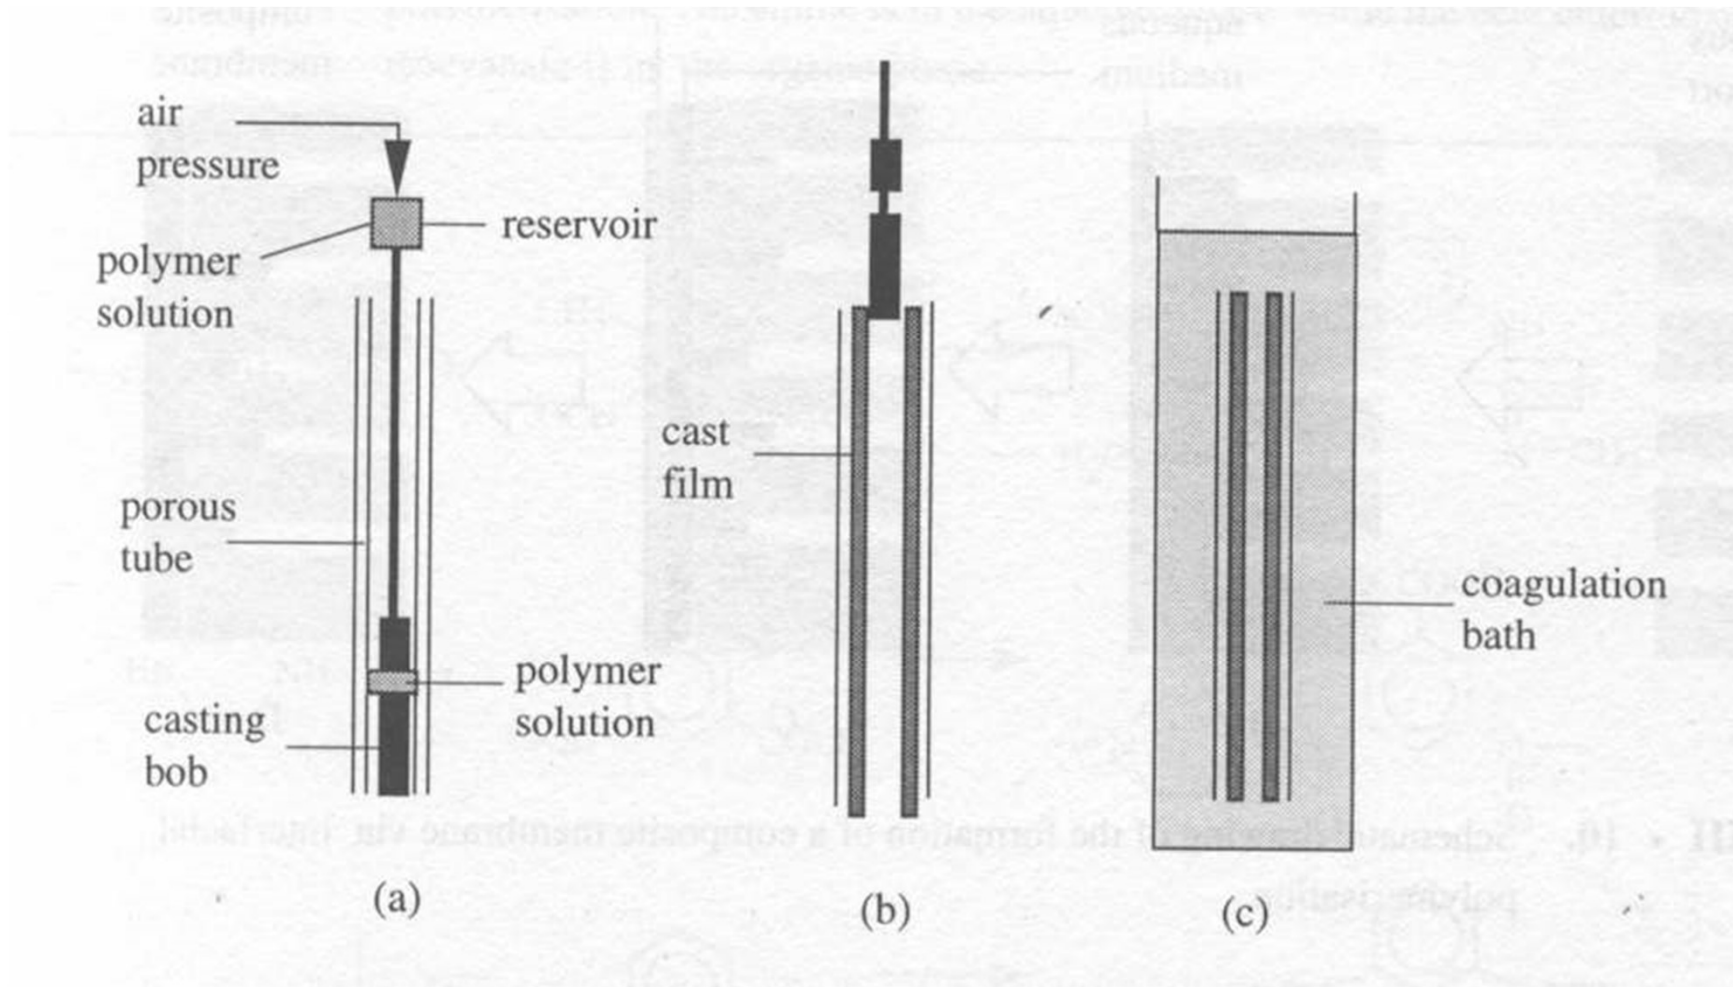 air
pressure
reservoir
polymer
solution
porous
tube
polymer
solution
casting
bob
(a)
cast
film
(b)
coagulation
bath
(c)